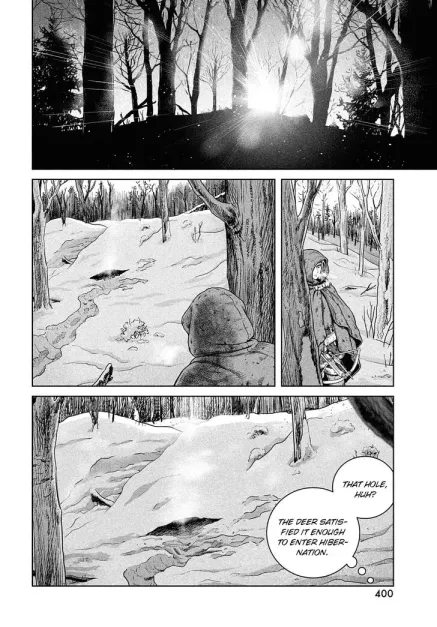 THAT HOLE,
HUH?
THE DEER SATIS-
FIED IT ENOUGH
TO ENTER HIBER-
NATION.
400